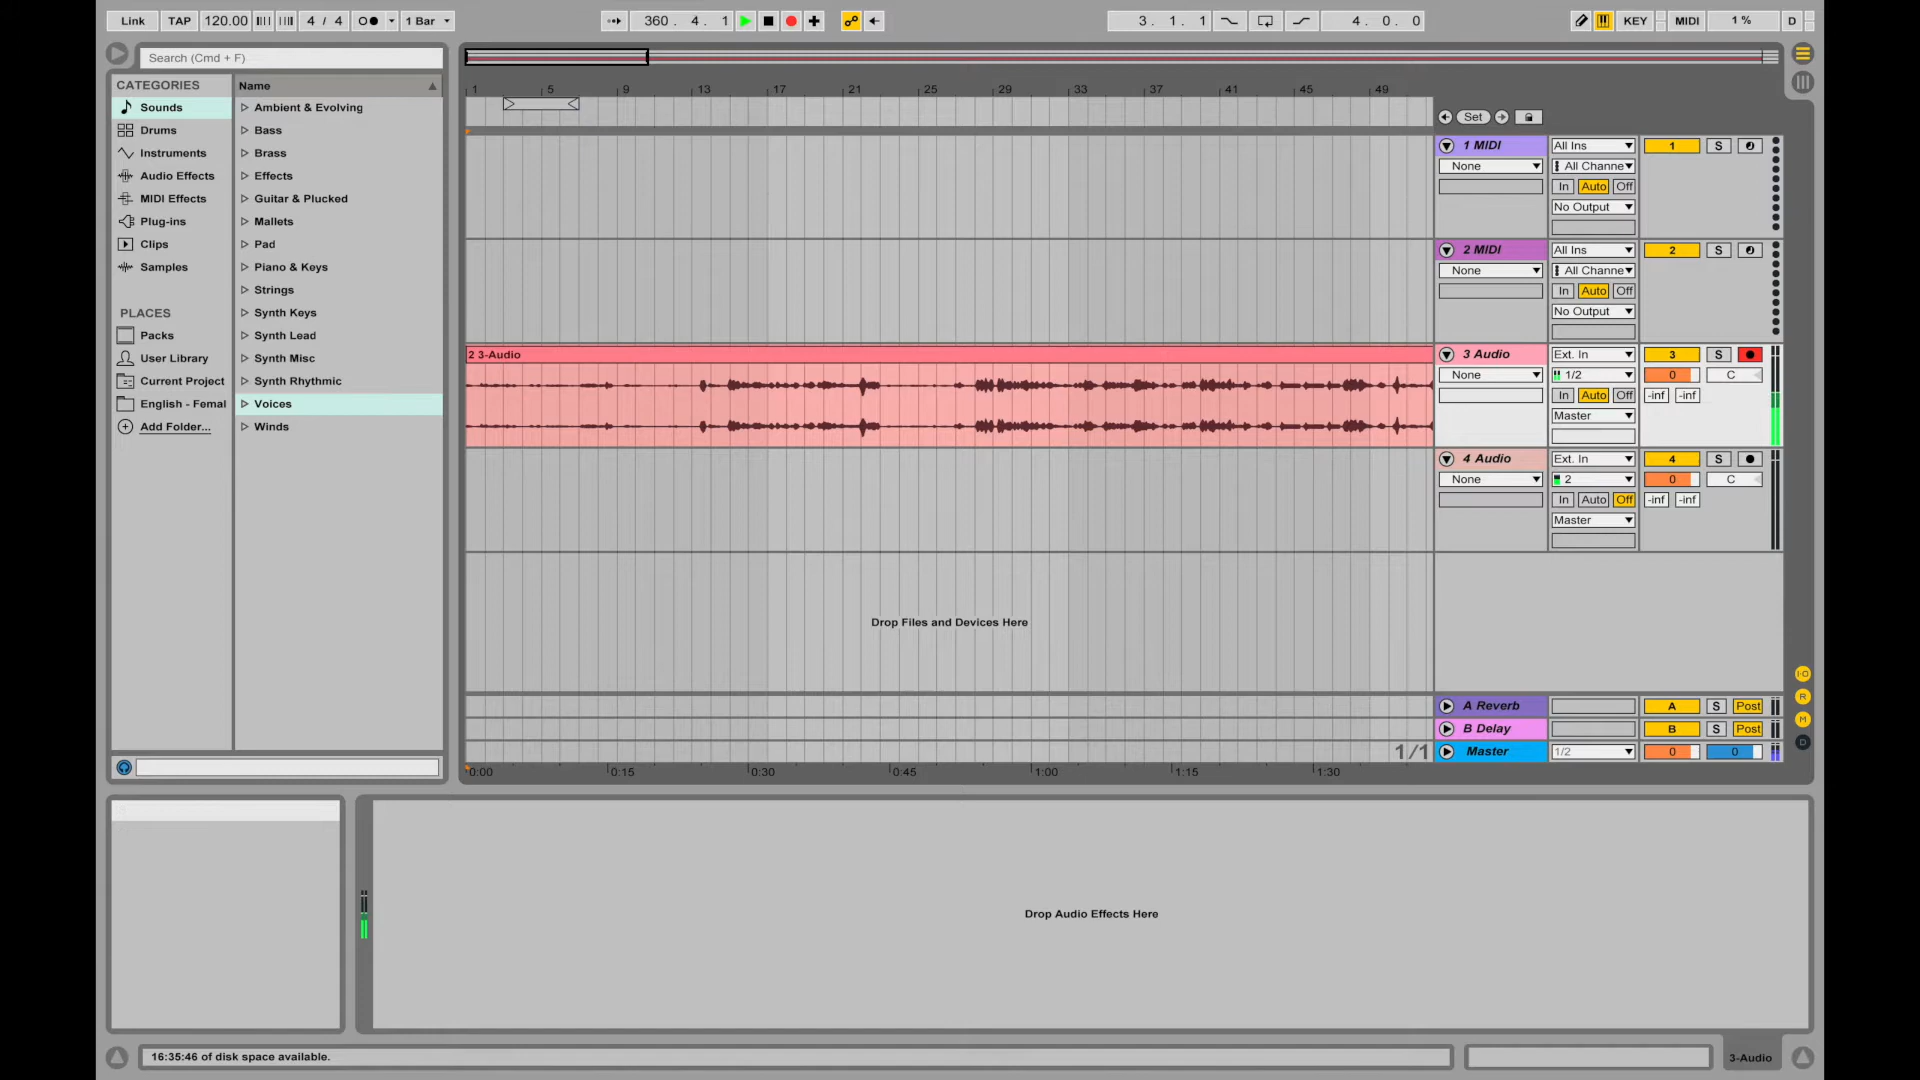 Link TAP 120.00 4 / 4 1 Bar 360 . 4 . 1 3 . 1 . 1 4 . 0 . 0 KEY MIDI 1 % D
Search (Cmd + F)
CATEGORIES
Sounds
Drums
Instruments
Audio Effects
MIDI Effects
Plug-ins
Clips
Samples
PLACES
Packs
User Library
Current Project
English - Femal
Add Folder...
Name
Ambient & Evolving
Bass
Brass
Effects
Guitar & Plucked
Mallets
Pad
Piano & Keys
Strings
Synth Keys
Synth Lead
Synth Misc
Synth Rhythmic
Voices
Winds
1 5 9 13 17 21 25 29 33 37 41 45 49
Set
1 MIDI All Ins 1 S
None All Channe
In Auto Off
No Output
2 MIDI All Ins 2 S
None All Channe
In Auto Off
No Output
2 3-Audio
3 Audio Ext. In 3 S
None 1/2 0 C
In Auto Off -inf -inf
Master
4 Audio Ext. In 4 S
None 2 0 C
In Auto Off -inf -inf
Master
Drop Files and Devices Here
A Reverb A S Post
B Delay B S Post
1/1 Master 1/2 0 0
0:00 0:15 0:30 0:45 1:00 1:15 1:30
I·O
R
M
D
Drop Audio Effects Here
16:35:46 of disk space available.
3-Audio